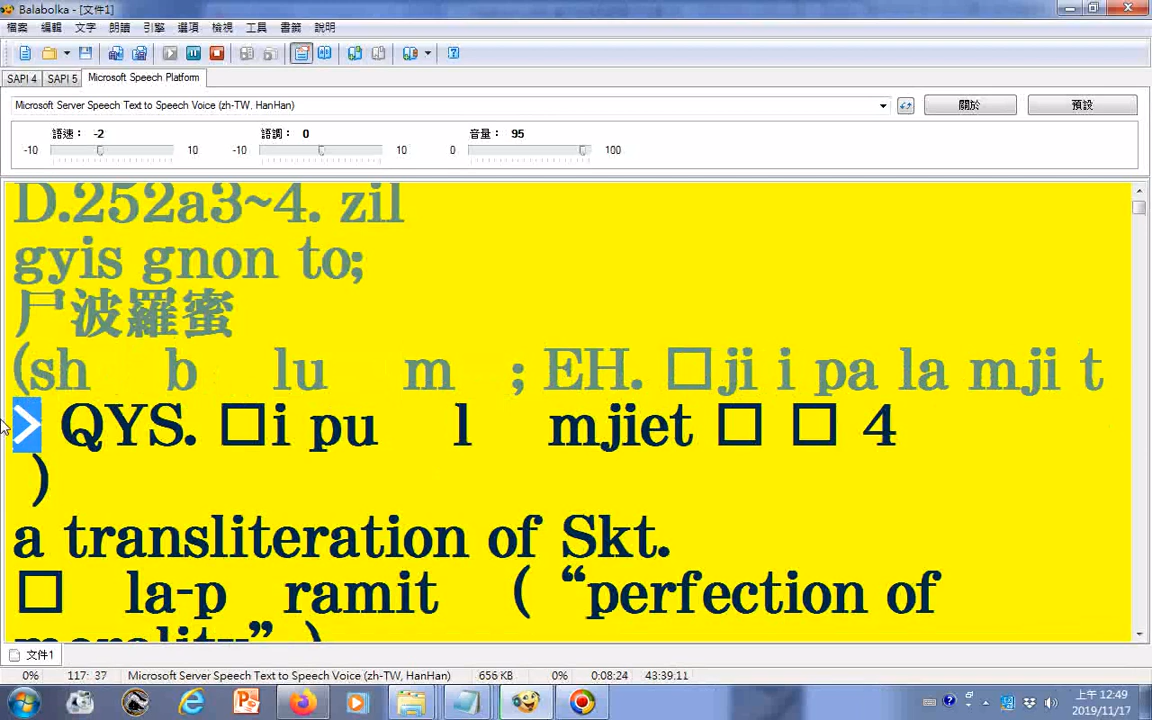 Balabolka - [文件1]
檔案 編輯 文字 朗讀 引擎 選項 檢視 工具 書籤 說明
SAPI 4 SAPI 5 Microsoft Speech Platform
Microsoft Server Speech Text to Speech Voice (zh-TW, HanHan) 關於 預設
語速： -2 語調： 0 音量： 95
-10 10 -10 10 0 100
D.252a3~4. zil
gyis gnon to;
尸波羅蜜
(sh b lu m ; EH. □ji i pa la mji t
> QYS. □i pu l mjiet □ □ 4
)
a transliteration of Skt.
□ la-p ramit ( “perfection of
morality” )
文件1
0% 117: 37 Microsoft Server Speech Text to Speech Voice (zh-TW, HanHan) 656 KB 0% 0:08:24 43:39:11
上午 12:49
2019/11/17